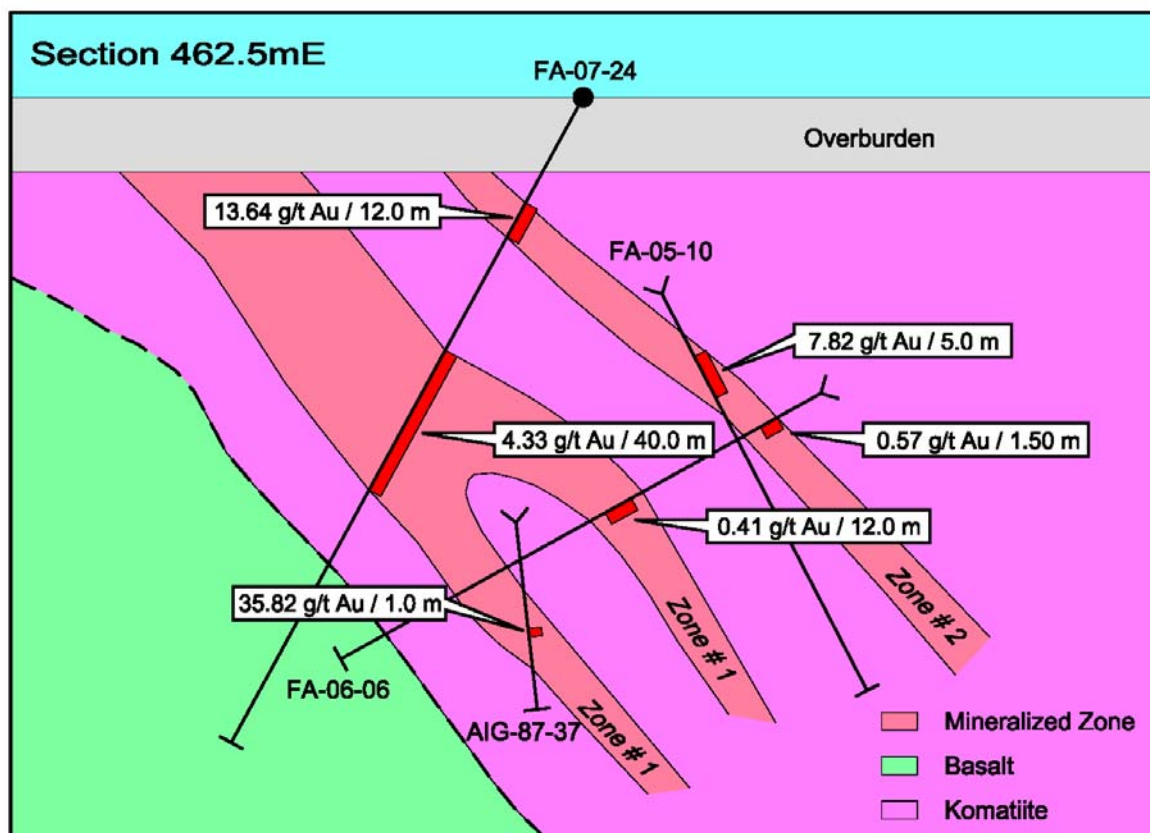 Section 462.5mE
FA-07-24
Overburden
13.64 g/t Au / 12.0 m
FA-05-10
7.82 g/t Au / 5.0 m
4.33 g/t Au / 40.0 m
0.57 g/t Au / 1.50 m
0.41 g/t Au / 12.0 m
35.82 g/t Au / 1.0 m
Zone # 2
Zone # 1
FA-06-06
AIG-87-37
Zone # 1
Mineralized Zone
Basalt
Komatiite